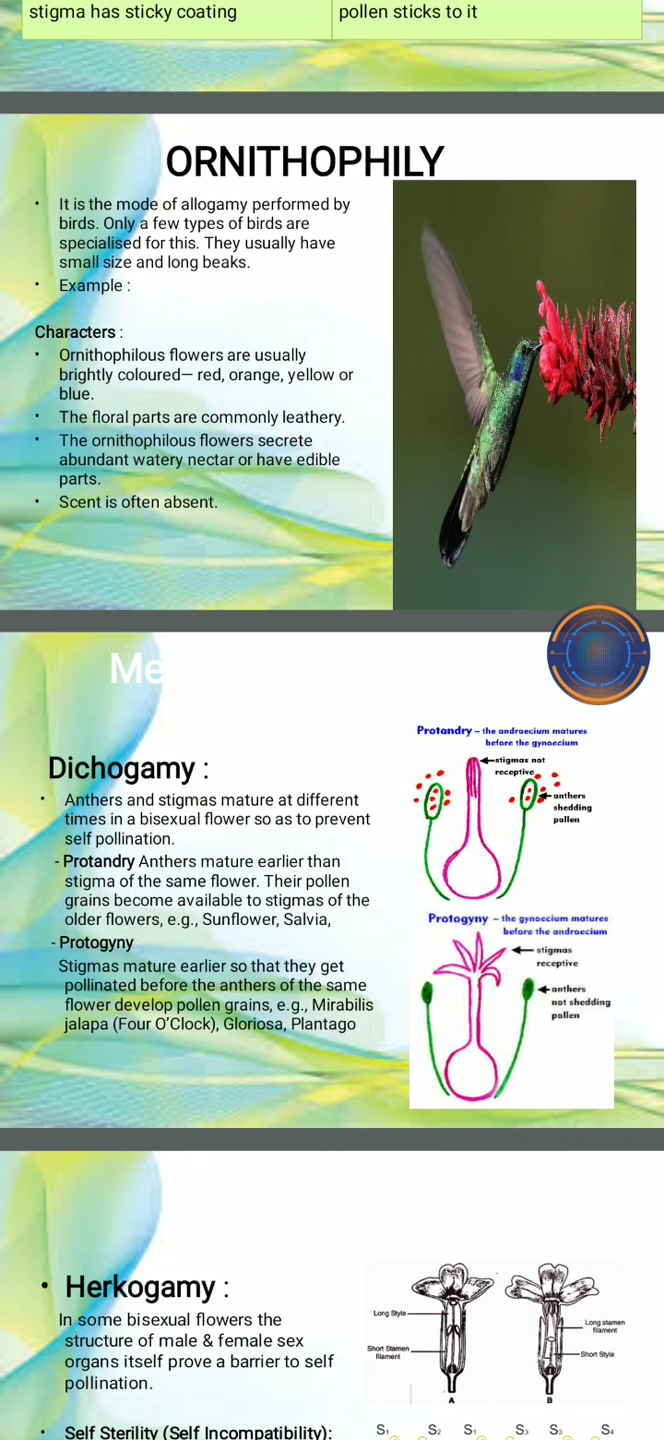 stigma has sticky coating
pollen sticks to it
ORNITHOPHILY
• It is the mode of allogamy performed by
birds. Only a few types of birds are
specialised for this. They usually have
small size and long beaks.
• Example :
Characters :
• Ornithophilous flowers are usually
brightly coloured— red, orange, yellow or
blue.
• The floral parts are commonly leathery.
• The ornithophilous flowers secrete
abundant watery nectar or have edible
parts.
• Scent is often absent.
Dichogamy :
• Anthers and stigmas mature at different
times in a bisexual flower so as to prevent
self pollination.
- Protandry Anthers mature earlier than
stigma of the same flower. Their pollen
grains become available to stigmas of the
older flowers, e.g., Sunflower, Salvia,
- Protogyny
Stigmas mature earlier so that they get
pollinated before the anthers of the same
flower develop pollen grains, e.g., Mirabilis
jalapa (Four O'Clock), Gloriosa, Plantago
Protandry – the androecium matures
before the gynoecium
stigmas not
receptive
anthers
shedding
pollen
Protogyny – the gynoecium matures
before the androecium
stigmas
receptive
anthers
not shedding
pollen
• Herkogamy :
In some bisexual flowers the
structure of male & female sex
organs itself prove a barrier to self
pollination.
Long Style
Short Stamen
filament
Long stamen
filament
Short Style
A
B
• Self Sterility (Self Incompatibility):
S1 S2 S1 S3 S3 S4